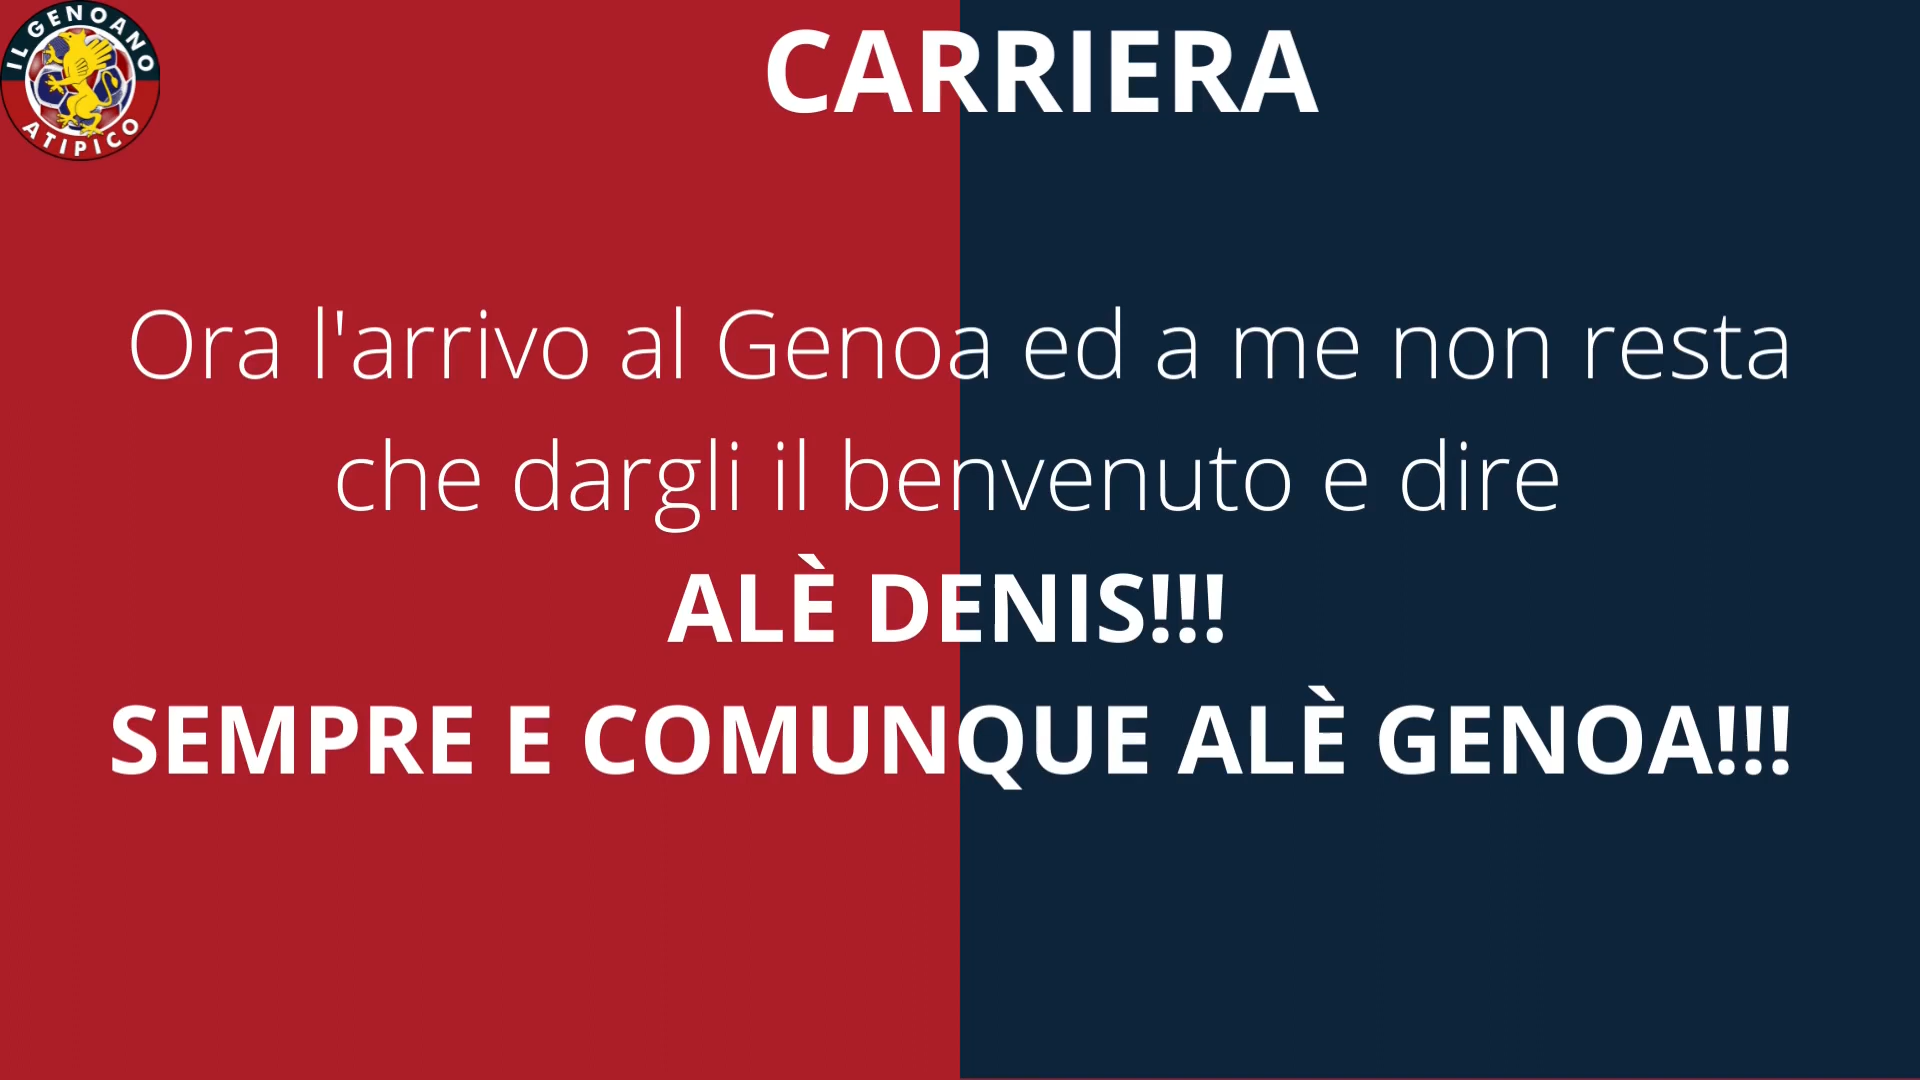 IL GENOANO
ATIPICO
CARRIERA
Ora l'arrivo al Genoa ed a me non resta
che dargli il benvenuto e dire
ALÈ DENIS!!!
SEMPRE E COMUNQUE ALÈ GENOA!!!